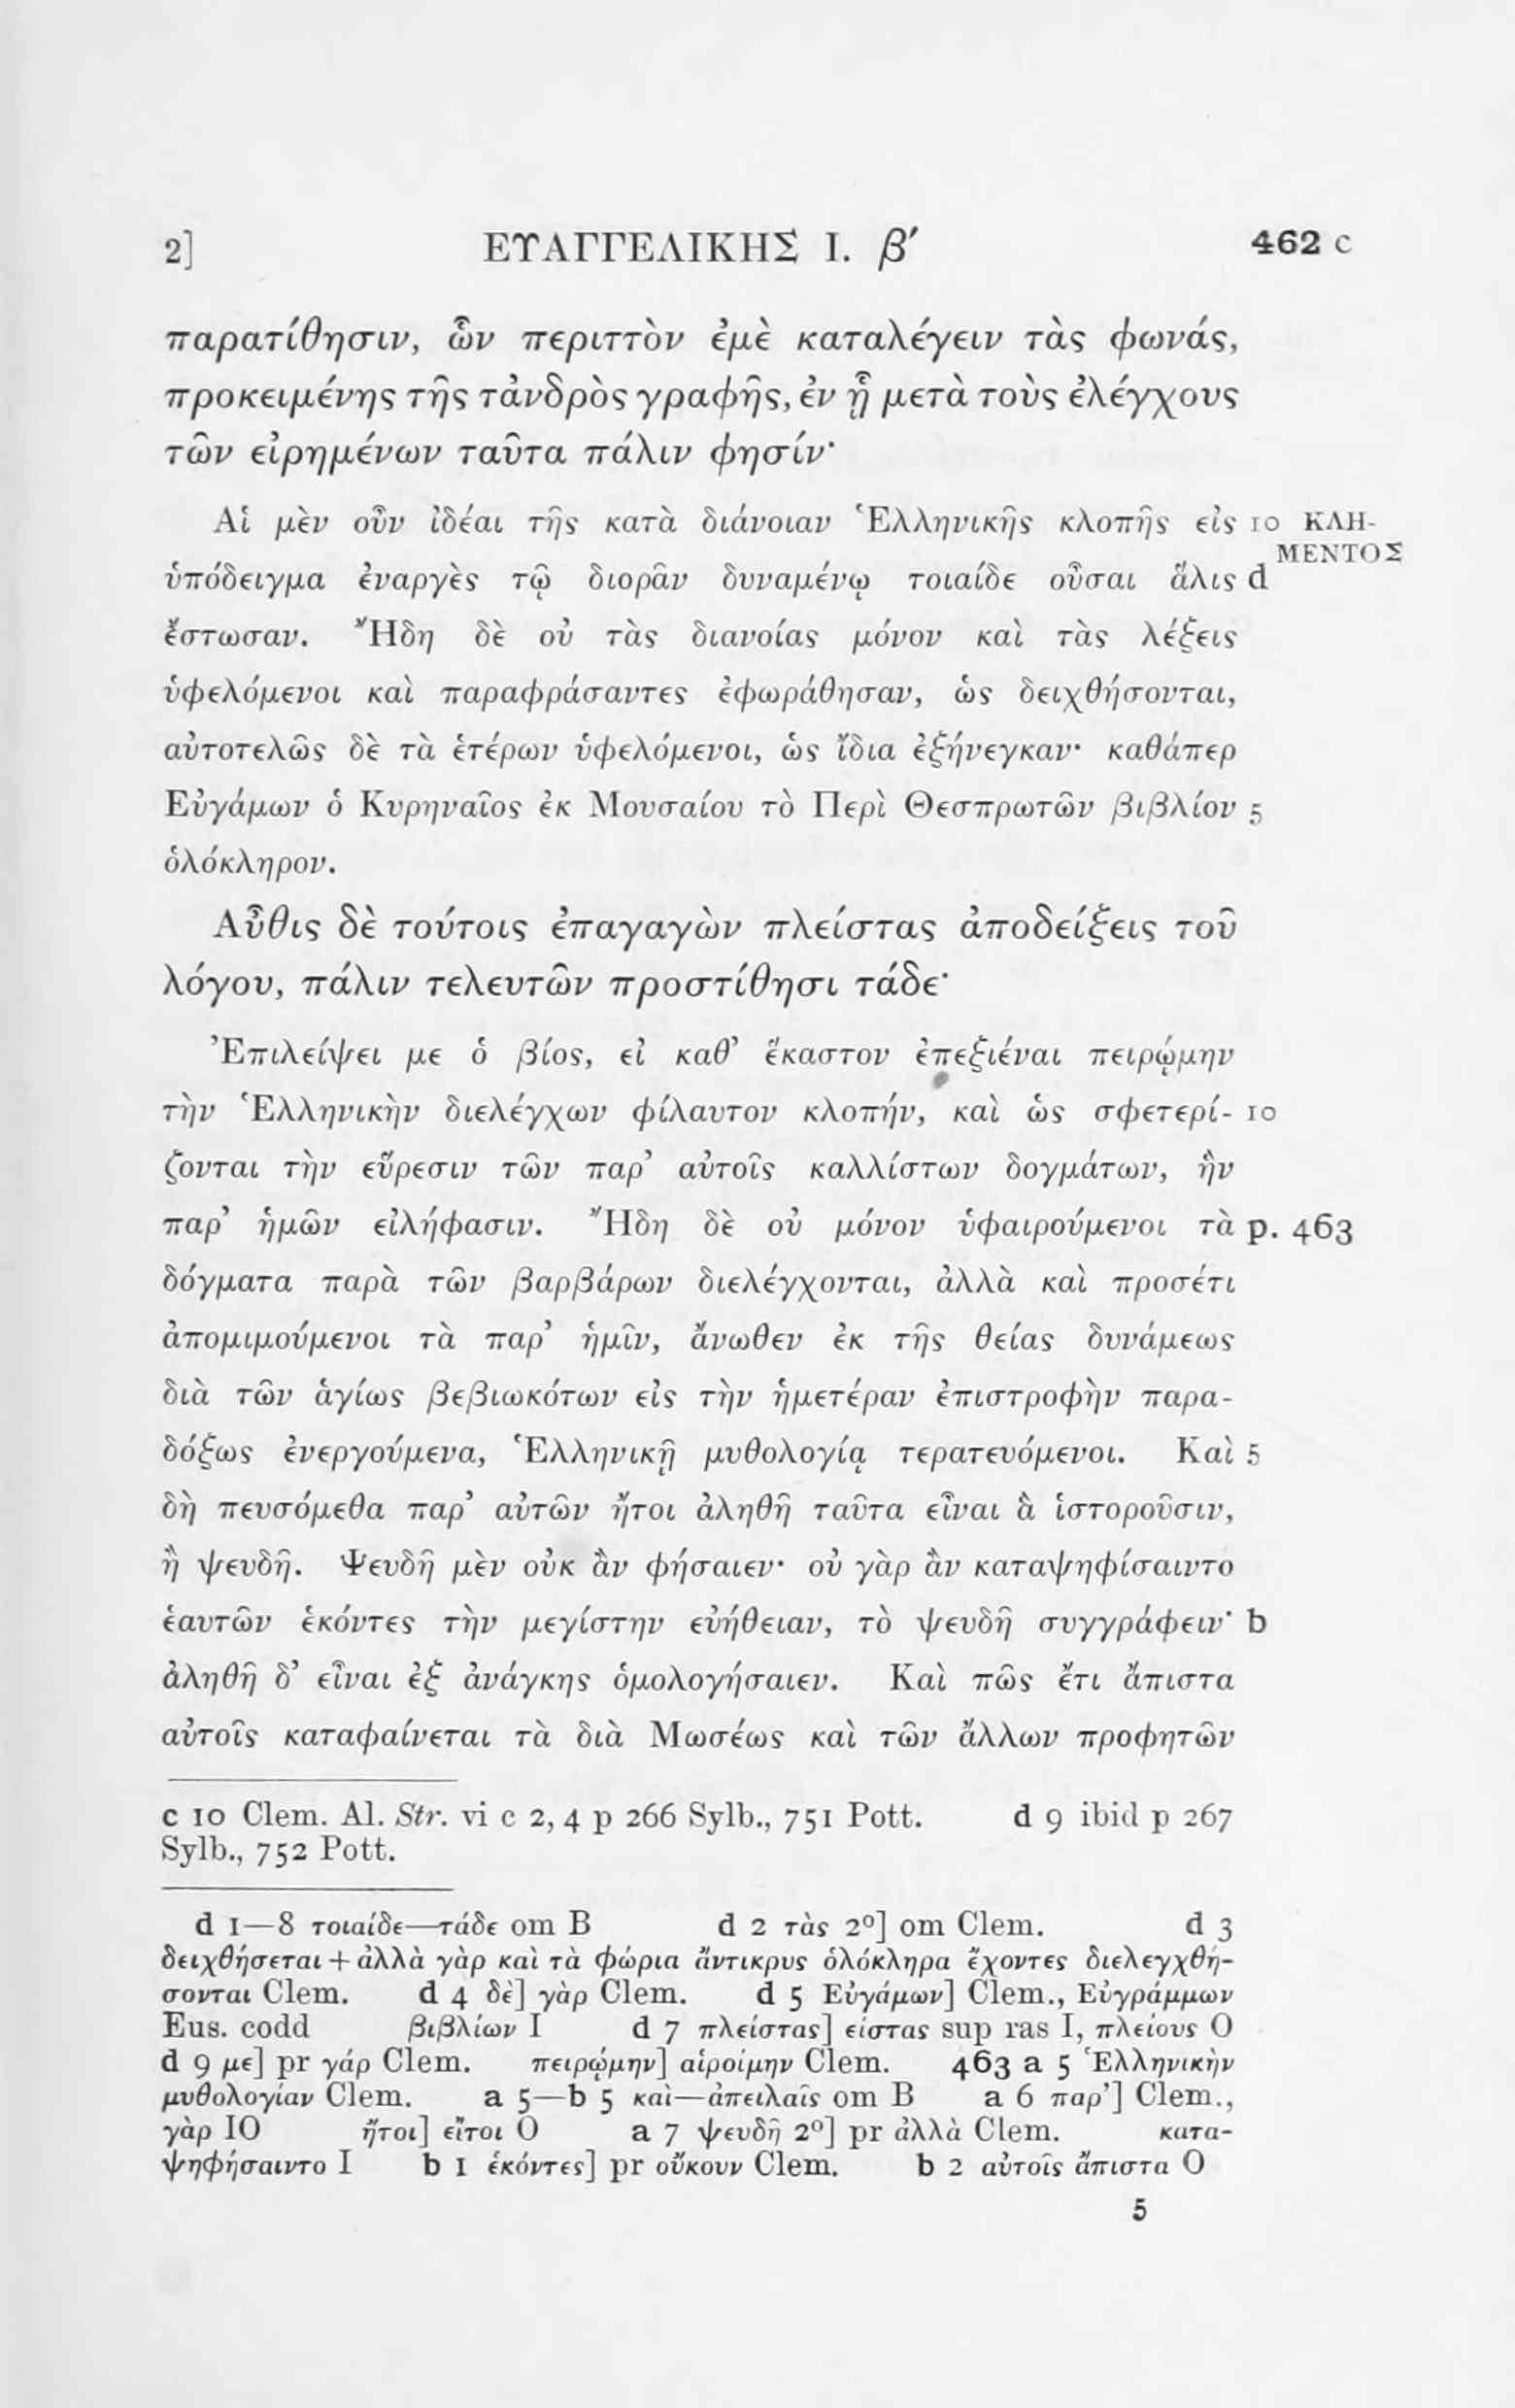 2] ΕΥΑΓΓΕΛΙΚΗΣ Ι. β′ 462 c
παρατίθησιν, ὧν περιττὸν ἐμὲ καταλέγειν τὰς φωνάς,
προκειμένης τῆς τἀνδρὸς γραφῆς, ἐν ᾗ μετὰ τοὺς ἐλέγχους
τῶν εἰρημένων ταῦτα πάλιν φησίν·
Αἱ μὲν οὖν ἰδέαι τῆς κατὰ διάνοιαν Ἑλληνικῆς κλοπῆς εἰς 10 ΚΛΗ-
ΜΕΝΤΟΣ
ὑπόδειγμα ἐναργὲς τῷ διορᾶν δυναμένῳ τοιαίδε οὖσαι ἅλις d
ἔστωσαν. Ἤδη δὲ οὐ τὰς διανοίας μόνον καὶ τὰς λέξεις
ὑφελόμενοι καὶ παραφράσαντες ἐφωράθησαν, ὡς δειχθήσονται,
αὐτοτελῶς δὲ τὰ ἑτέρων ὑφελόμενοι, ὡς ἴδια ἐξήνεγκαν· καθάπερ
Εὐγάμων ὁ Κυρηναῖος ἐκ Μουσαίου τὸ Περὶ Θεσπρωτῶν βιβλίον 5
ὁλόκληρον.
Αὖθις δὲ τούτοις ἐπαγαγὼν πλείστας ἀποδείξεις τοῦ
λόγου, πάλιν τελευτῶν προστίθησι τάδε·
Ἐπιλείψει με ὁ βίος, εἰ καθ’ ἕκαστον ἐπεξιέναι πειρῴμην
τὴν Ἑλληνικὴν διελέγχων φίλαυτον κλοπήν, καὶ ὡς σφετερί- 10
ζονται τὴν εὕρεσιν τῶν παρ’ αὐτοῖς καλλίστων δογμάτων, ἣν
παρ’ ἡμῶν εἰλήφασιν. Ἤδη δὲ οὐ μόνον ὑφαιρούμενοι τὰ p. 463
δόγματα παρὰ τῶν βαρβάρων διελέγχονται, ἀλλὰ καὶ προσέτι
ἀπομιμούμενοι τὰ παρ’ ἡμῖν, ἄνωθεν ἐκ τῆς θείας δυνάμεως
διὰ τῶν ἁγίως βεβιωκότων εἰς τὴν ἡμετέραν ἐπιστροφὴν παρα-
δόξως ἐνεργούμενα, Ἑλληνικῇ μυθολογίᾳ τερατευόμενοι. Καὶ 5
δὴ πευσόμεθα παρ’ αὐτῶν ἤτοι ἀληθῆ ταῦτα εἶναι ἃ ἱστοροῦσιν,
ἢ ψευδῆ. Ψευδῆ μὲν οὐκ ἂν φήσαιεν· οὐ γὰρ ἂν καταψηφίσαιντο
ἑαυτῶν ἑκόντες τὴν μεγίστην εὐήθειαν, τὸ ψευδῆ συγγράφειν· b
ἀληθῆ δ’ εἶναι ἐξ ἀνάγκης ὁμολογήσαιεν. Καὶ πῶς ἔτι ἄπιστα
αὐτοῖς καταφαίνεται τὰ διὰ Μωσέως καὶ τῶν ἄλλων προφητῶν
c 10 Clem. Al. Str. vi c 2, 4 p 266 Sylb., 751 Pott. d 9 ibid p 267
Sylb., 752 Pott.
d 1—8 τοιαίδε—τάδε om B d 2 τὰς 2º] om Clem. d 3
δειχθήσεται + ἀλλὰ γὰρ καὶ τὰ φώρια ἄντικρυς ὁλόκληρα ἔχοντες διελεγχθή-
σονται Clem. d 4 δὲ] γὰρ Clem. d 5 Εὐγάμων] Clem., Εὐγράμμων
Eus. codd βιβλίων I d 7 πλείστας] είστας sup ras I, πλείους O
d 9 με] pr γάρ Clem. πειρῴμην] αἱροίμην Clem. 463 a 5 Ἑλληνικὴν
μυθολογίαν Clem. a 5—b 5 καὶ—ἀπειλαῖς om B a 6 παρ’] Clem.,
γὰρ IO ἤτοι] εἴτοι O a 7 ψευδῆ 2º] pr ἀλλὰ Clem. κατα-
ψηφήσαιντο I b 1 ἑκόντες] pr οὔκουν Clem. b 2 αὐτοῖς ἄπιστα O
5